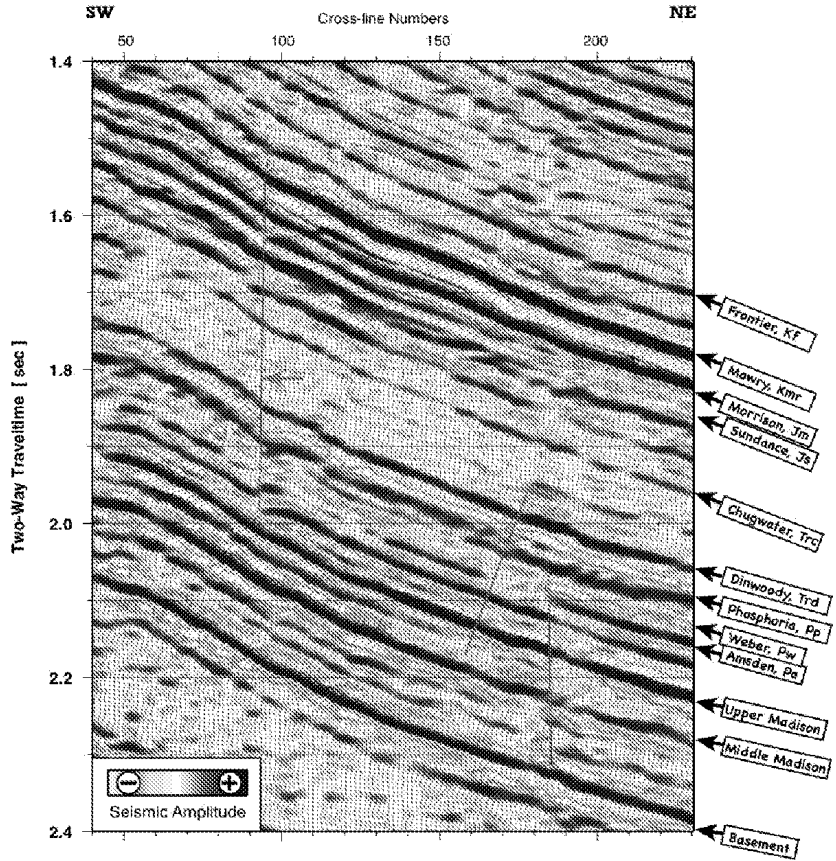 SW
Cross-line Numbers
NE
50
100
150
200
1.4
1.6
1.8
2.0
2.2
2.4
Two-Way Traveltime [ sec ]
Frontier, Kf
Mowry, Kmr
Morrison, Jm
Sundance, Js
Chugwater, Trc
Dinwoody, Trd
Phosphoria, Pp
Weber, Pw
Amsden, Pa
Upper Madison
Middle Madison
Basement
− +
Seismic Amplitude